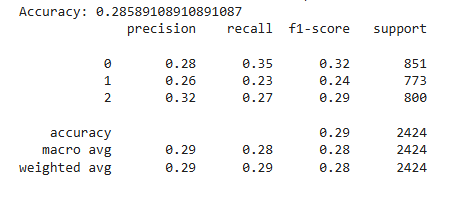 Accuracy: 0.28589108910891087
precision recall f1-score support
0 0.28 0.35 0.32 851
1 0.26 0.23 0.24 773
2 0.32 0.27 0.29 800
accuracy 0.29 2424
macro avg 0.29 0.28 0.28 2424
weighted avg 0.29 0.29 0.28 2424